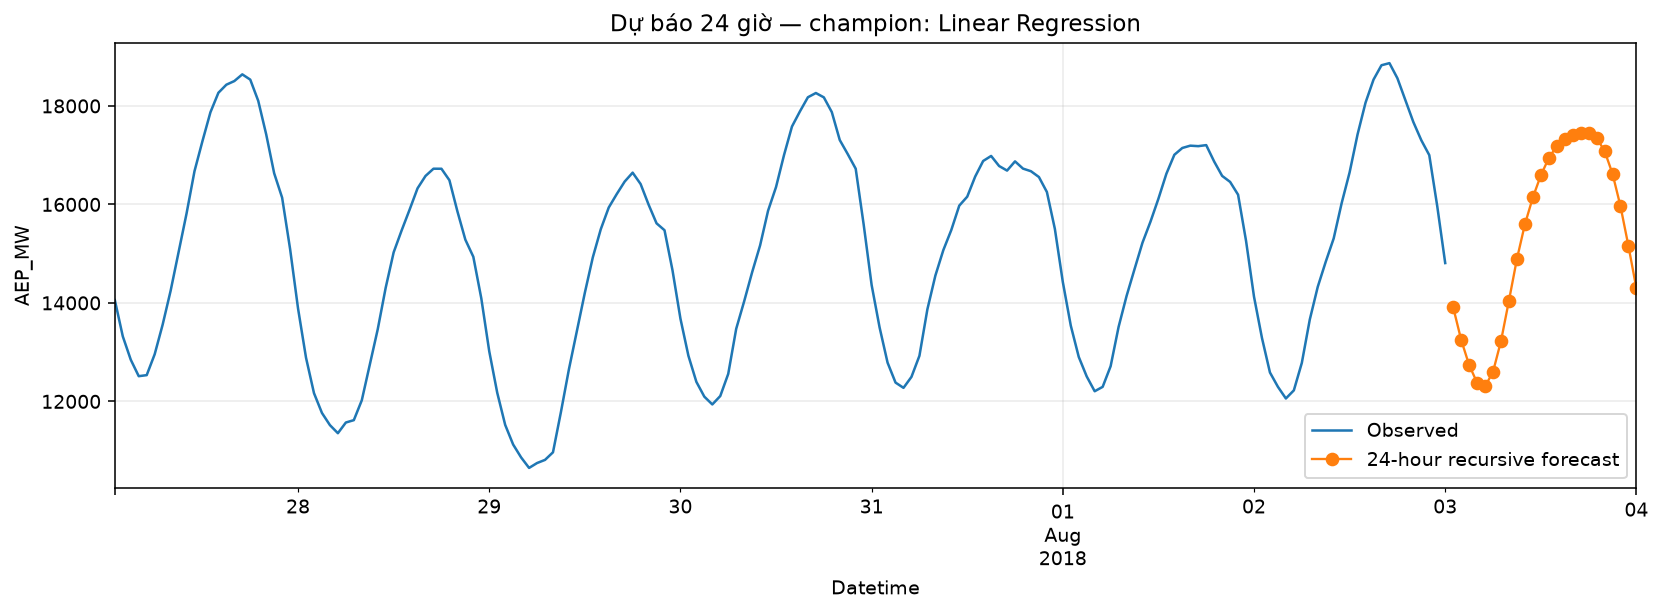 Dự báo 24 giờ — champion: Linear Regression
AEP_MW
18000
16000
14000
12000
28
29
30
31
01
Aug
2018
02
03
04
Datetime
Observed
24-hour recursive forecast